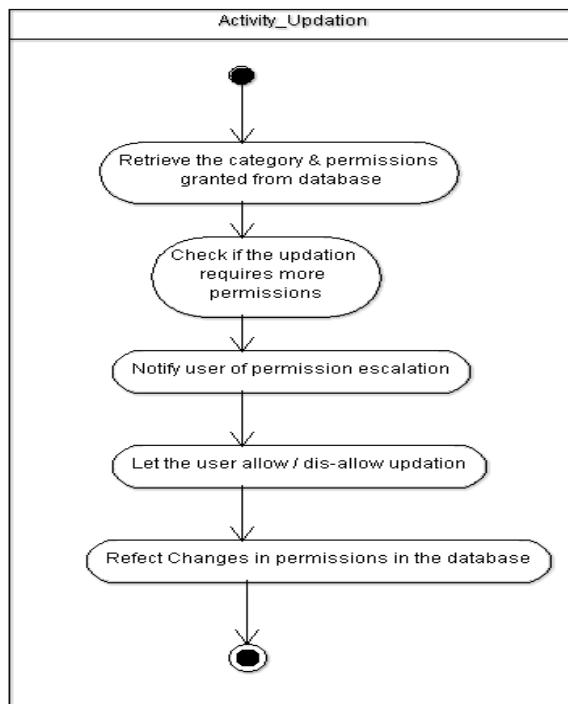 Activity_Updation
Retrieve the category & permissions
granted from database
Check if the updation
requires more
permissions
Notify user of permission escalation
Let the user allow / dis-allow updation
Refect Changes in permissions in the database